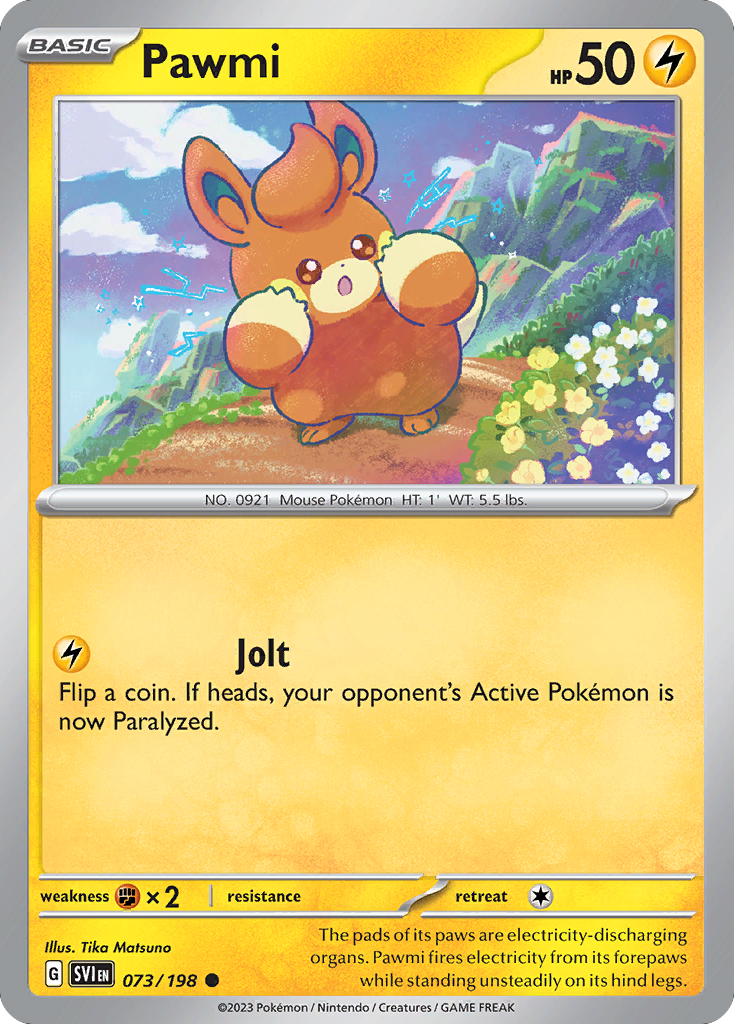 BASIC
Pawmi
HP 50
NO. 0921 Mouse Pokémon HT: 1' WT: 5.5 lbs.
Jolt
Flip a coin. If heads, your opponent's Active Pokémon is
now Paralyzed.
weakness ×2 resistance retreat
Illus. Tika Matsuno
G SVI EN 073/198
The pads of its paws are electricity-discharging
organs. Pawmi fires electricity from its forepaws
while standing unsteadily on its hind legs.
©2023 Pokémon / Nintendo / Creatures / GAME FREAK